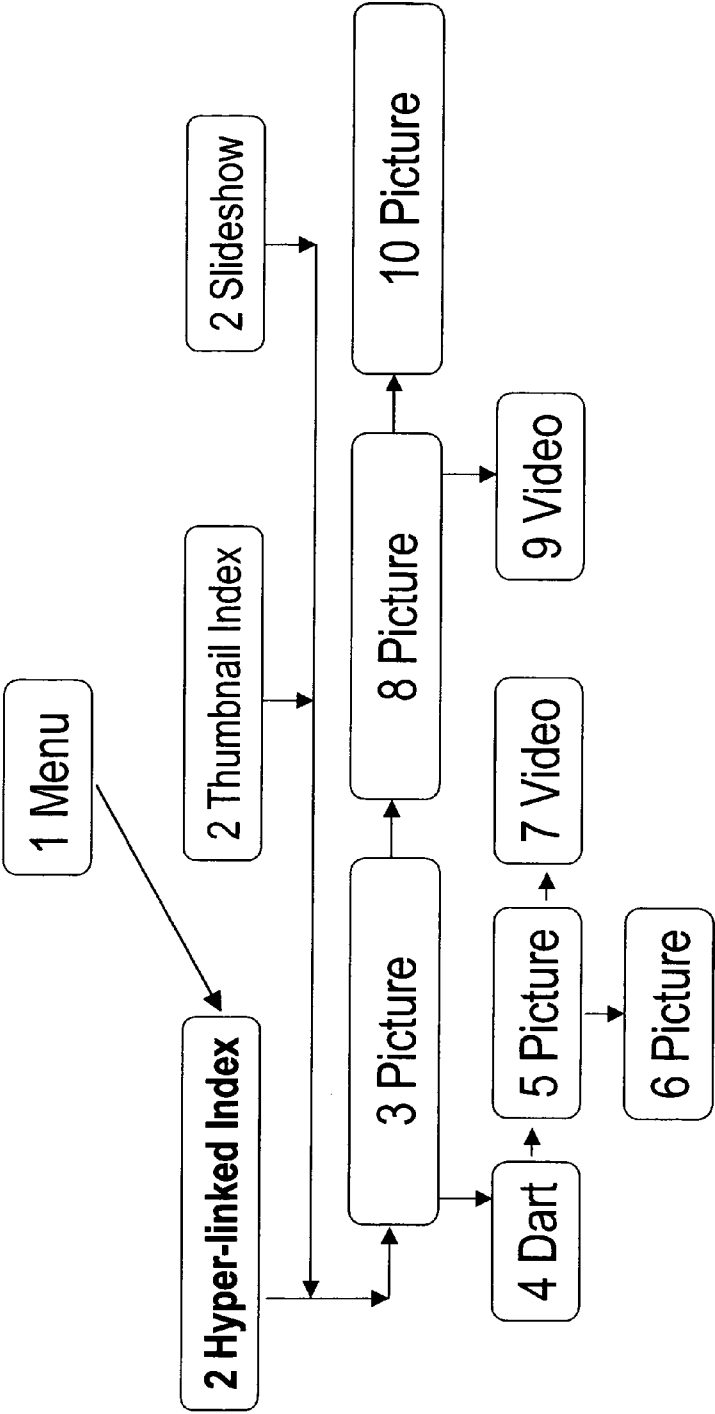 1 Menu
2 Hyper-linked Index
2 Thumbnail Index
2 Slideshow
3 Picture
8 Picture
10 Picture
4 Dart
5 Picture
7 Video
9 Video
6 Picture